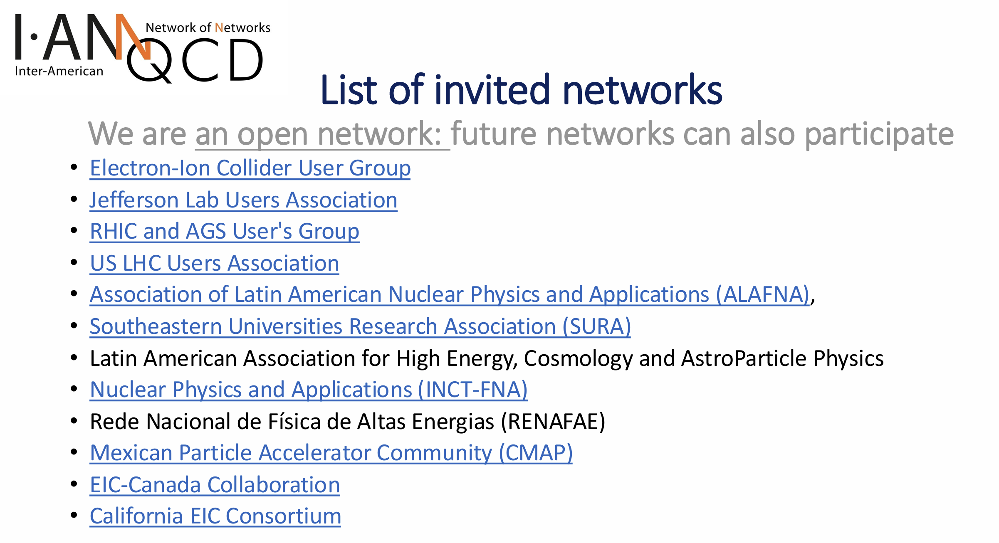 I·ANN
Network of Networks
QCD
Inter-American
List of invited networks
We are an open network: future networks can also participate
• Electron-Ion Collider User Group
• Jefferson Lab Users Association
• RHIC and AGS User's Group
• US LHC Users Association
• Association of Latin American Nuclear Physics and Applications (ALAFNA),
• Southeastern Universities Research Association (SURA)
• Latin American Association for High Energy, Cosmology and AstroParticle Physics
• Nuclear Physics and Applications (INCT-FNA)
• Rede Nacional de Física de Altas Energias (RENAFAE)
• Mexican Particle Accelerator Community (CMAP)
• EIC-Canada Collaboration
• California EIC Consortium